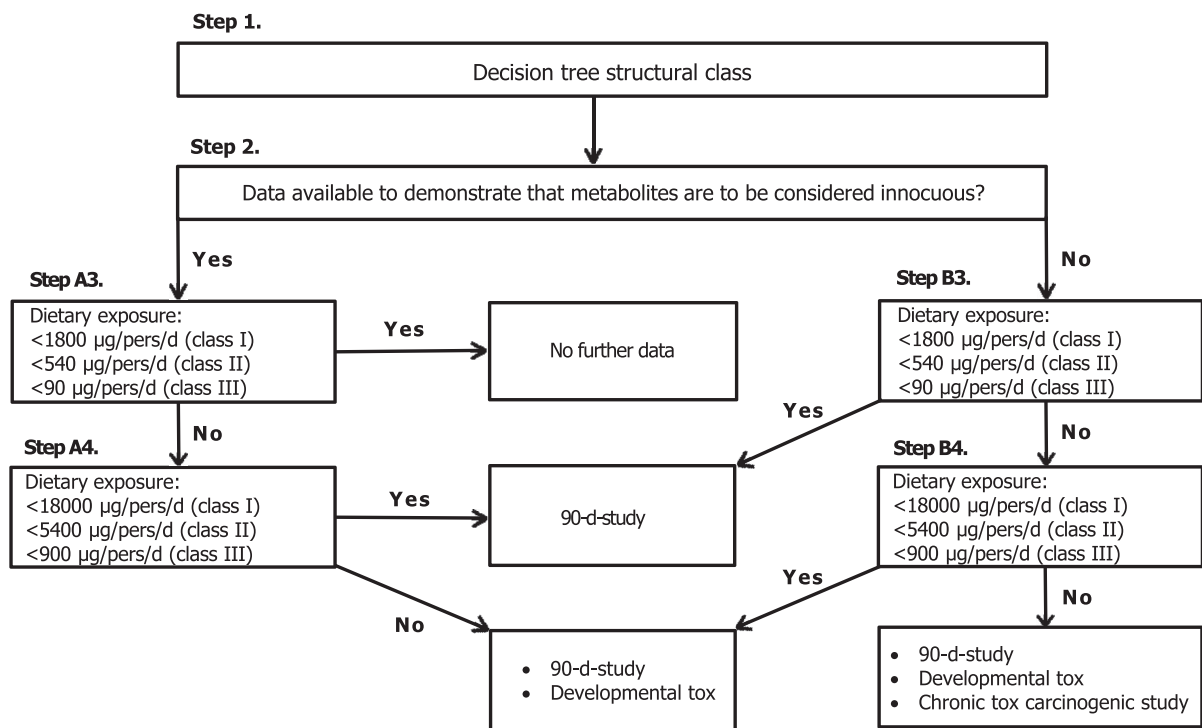 Step 1.
Decision tree structural class
Step 2.
Data available to demonstrate that metabolites are to be considered innocuous?
Yes
No
Step A3.
Dietary exposure:
<1800 µg/pers/d (class I)
<540 µg/pers/d (class II)
<90 µg/pers/d (class III)
Yes
No further data
Step B3.
Dietary exposure:
<1800 µg/pers/d (class I)
<540 µg/pers/d (class II)
<90 µg/pers/d (class III)
No
Yes
No
Step A4.
Dietary exposure:
<18000 µg/pers/d (class I)
<5400 µg/pers/d (class II)
<900 µg/pers/d (class III)
Yes
90-d-study
Step B4.
Dietary exposure:
<18000 µg/pers/d (class I)
<5400 µg/pers/d (class II)
<900 µg/pers/d (class III)
No
Yes
No
• 90-d-study
• Developmental tox
• 90-d-study
• Developmental tox
• Chronic tox carcinogenic study